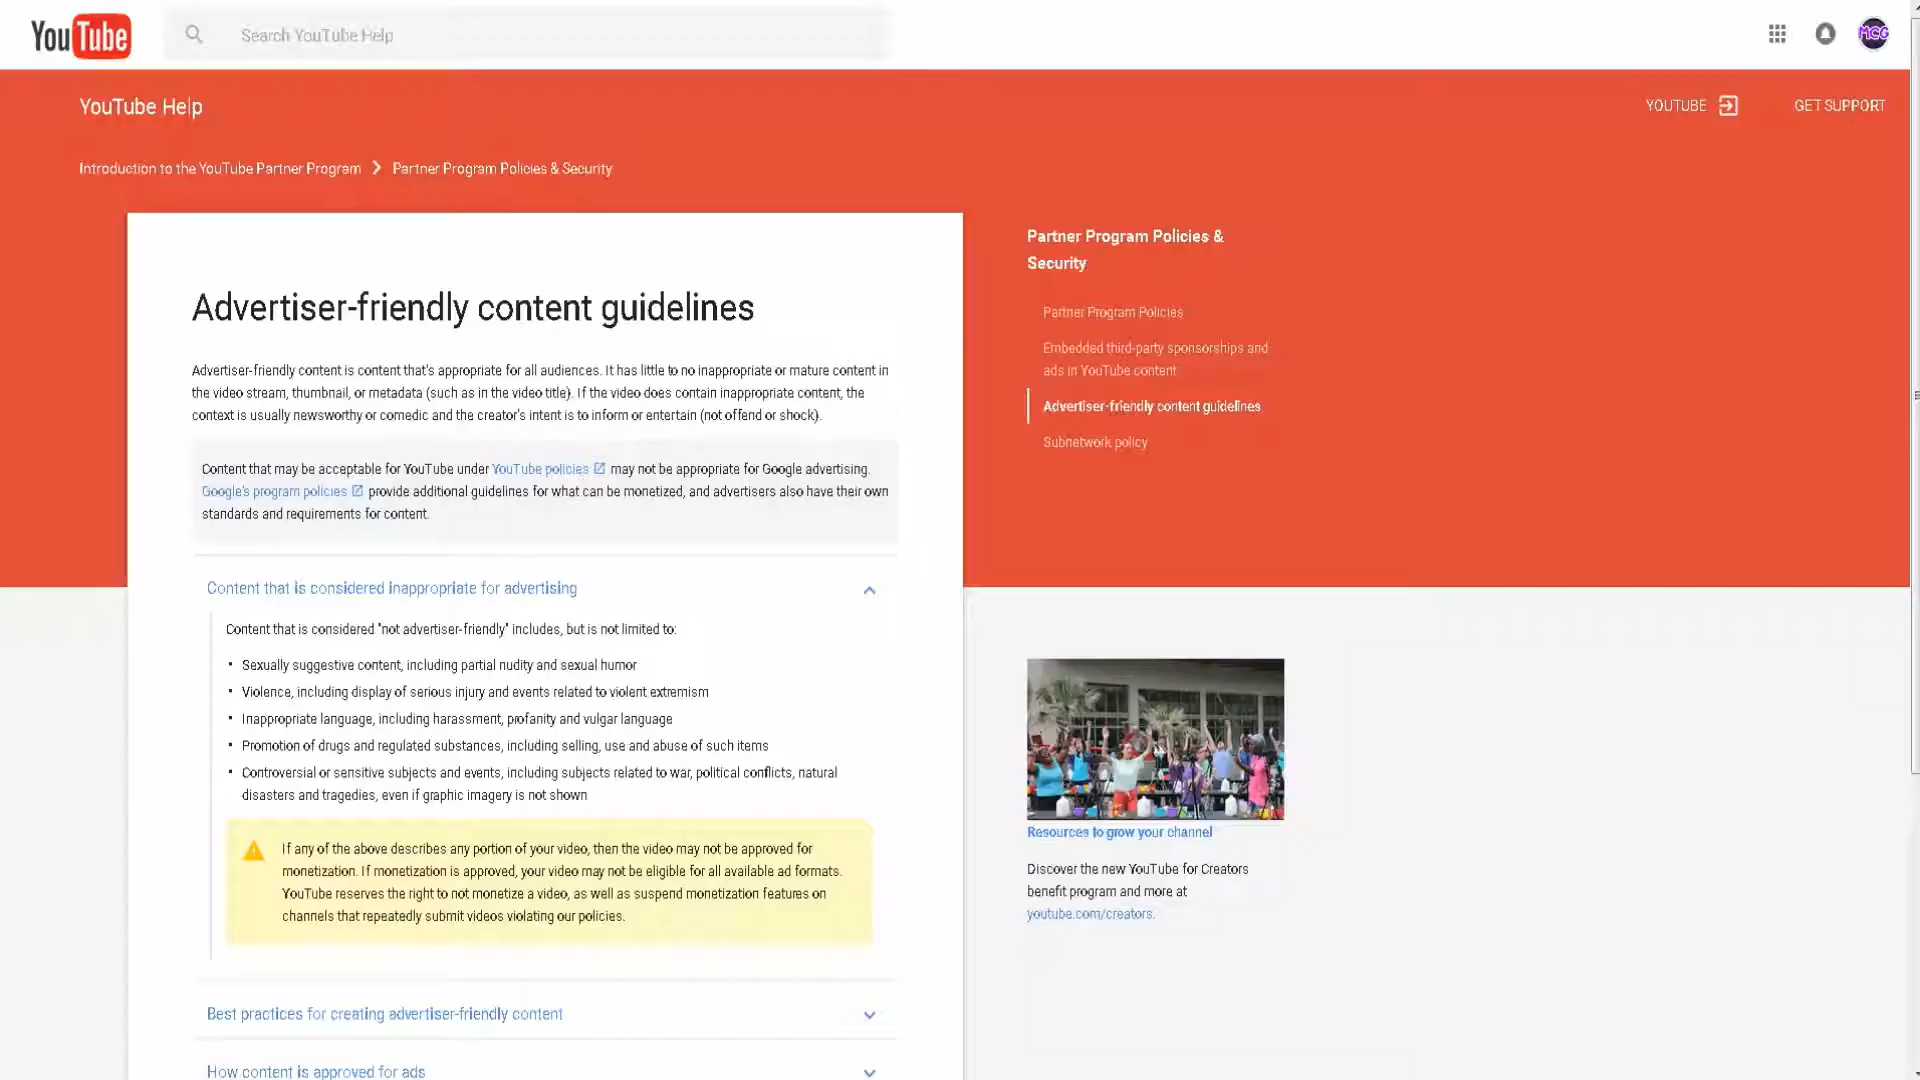 YouTube
Search YouTube Help
MCG
YouTube Help
YOUTUBE
GET SUPPORT
Introduction to the YouTube Partner Program
Partner Program Policies & Security
Advertiser-friendly content guidelines
Advertiser-friendly content is content that's appropriate for all audiences. It has little to no inappropriate or mature content in
the video stream, thumbnail, or metadata (such as in the video title). If the video does contain inappropriate content, the
context is usually newsworthy or comedic and the creator's intent is to inform or entertain (not offend or shock).
Content that may be acceptable for YouTube under YouTube policies may not be appropriate for Google advertising.
Google's program policies provide additional guidelines for what can be monetized, and advertisers also have their own
standards and requirements for content.
Content that is considered inappropriate for advertising
Content that is considered "not advertiser-friendly" includes, but is not limited to:
• Sexually suggestive content, including partial nudity and sexual humor
• Violence, including display of serious injury and events related to violent extremism
• Inappropriate language, including harassment, profanity and vulgar language
• Promotion of drugs and regulated substances, including selling, use and abuse of such items
• Controversial or sensitive subjects and events, including subjects related to war, political conflicts, natural
disasters and tragedies, even if graphic imagery is not shown
If any of the above describes any portion of your video, then the video may not be approved for
monetization. If monetization is approved, your video may not be eligible for all available ad formats.
YouTube reserves the right to not monetize a video, as well as suspend monetization features on
channels that repeatedly submit videos violating our policies.
Best practices for creating advertiser-friendly content
How content is approved for ads
Partner Program Policies &
Security
Partner Program Policies
Embedded third-party sponsorships and
ads in YouTube content
Advertiser-friendly content guidelines
Subnetwork policy
Resources to grow your channel
Discover the new YouTube for Creators
benefit program and more at
youtube.com/creators.